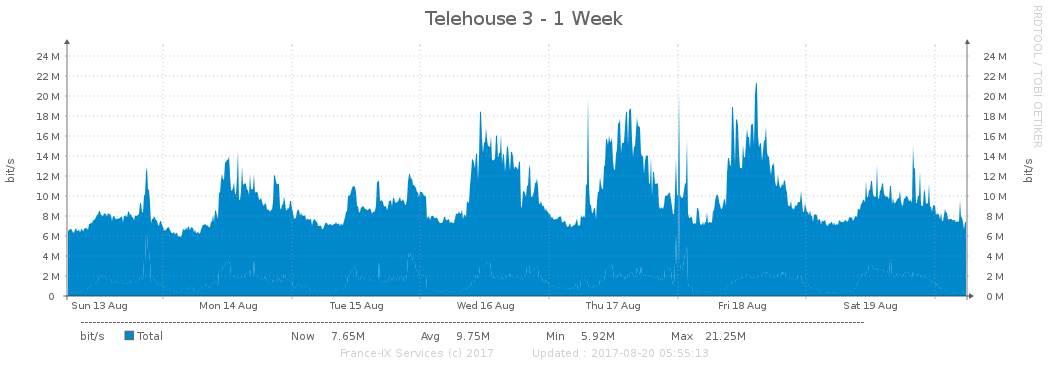 Telehouse 3 - 1 Week
RRDTOOL / TOBI OETIKER
bit/s
24 M 24 M
22 M 22 M
20 M 20 M
18 M 18 M
16 M 16 M
14 M 14 M
12 M 12 M
10 M 10 M
8 M 8 M
6 M 6 M
4 M 4 M
2 M 2 M
0 0 M
bit/s
Sun 13 Aug Mon 14 Aug Tue 15 Aug Wed 16 Aug Thu 17 Aug Fri 18 Aug Sat 19 Aug
bit/s Total Now 7.65M Avg 9.75M Min 5.92M Max 21.25M
France-IX Services (c) 2017 Updated : 2017-08-20 05:55:13